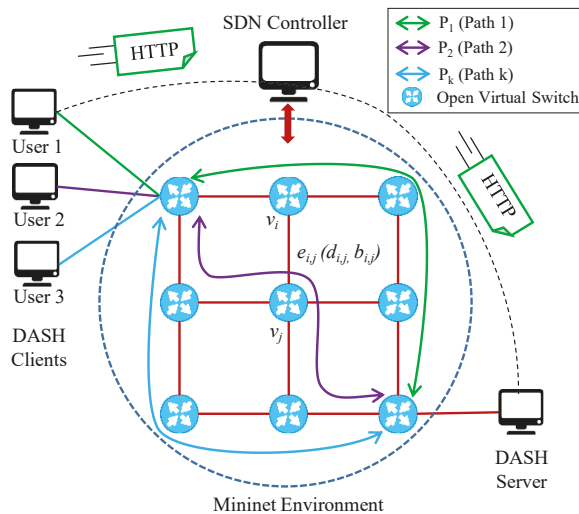 SDN Controller
HTTP
P₁ (Path 1)
P₂ (Path 2)
Pₖ (Path k)
Open Virtual Switch
User 1
User 2
User 3
DASH
Clients
HTTP
vᵢ
eᵢ,ⱼ (dᵢ,ⱼ, bᵢ,ⱼ)
vⱼ
DASH
Server
Mininet Environment